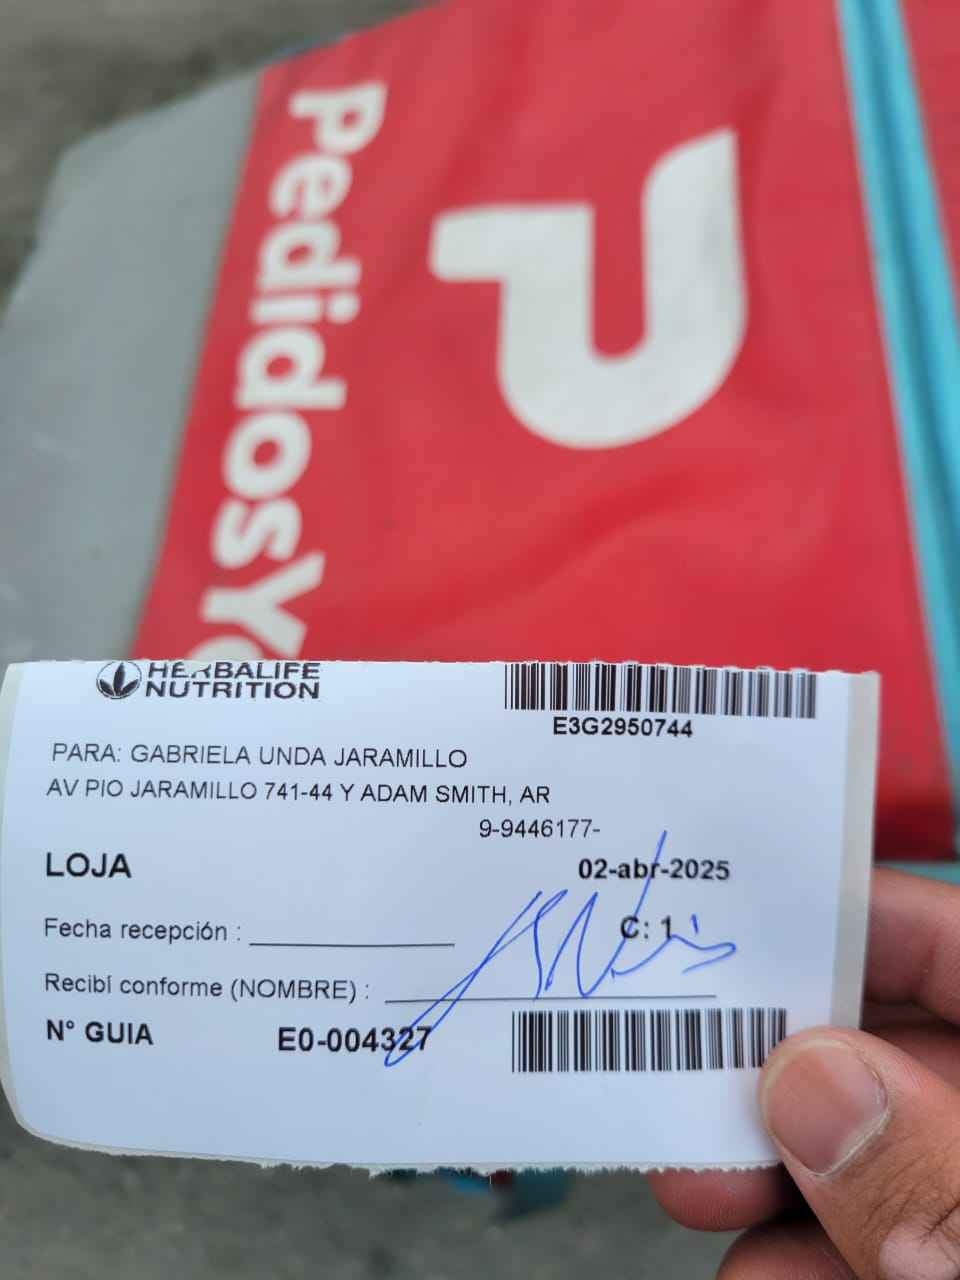 PedidosYa
HERBALIFE
NUTRITION
E3G2950744
PARA: GABRIELA UNDA JARAMILLO
AV PIO JARAMILLO 741-44 Y ADAM SMITH, AR
9-9446177-
LOJA
02-abr-2025
C: 1
Fecha recepción :
Recibí conforme (NOMBRE) :
N° GUIA
E0-004327